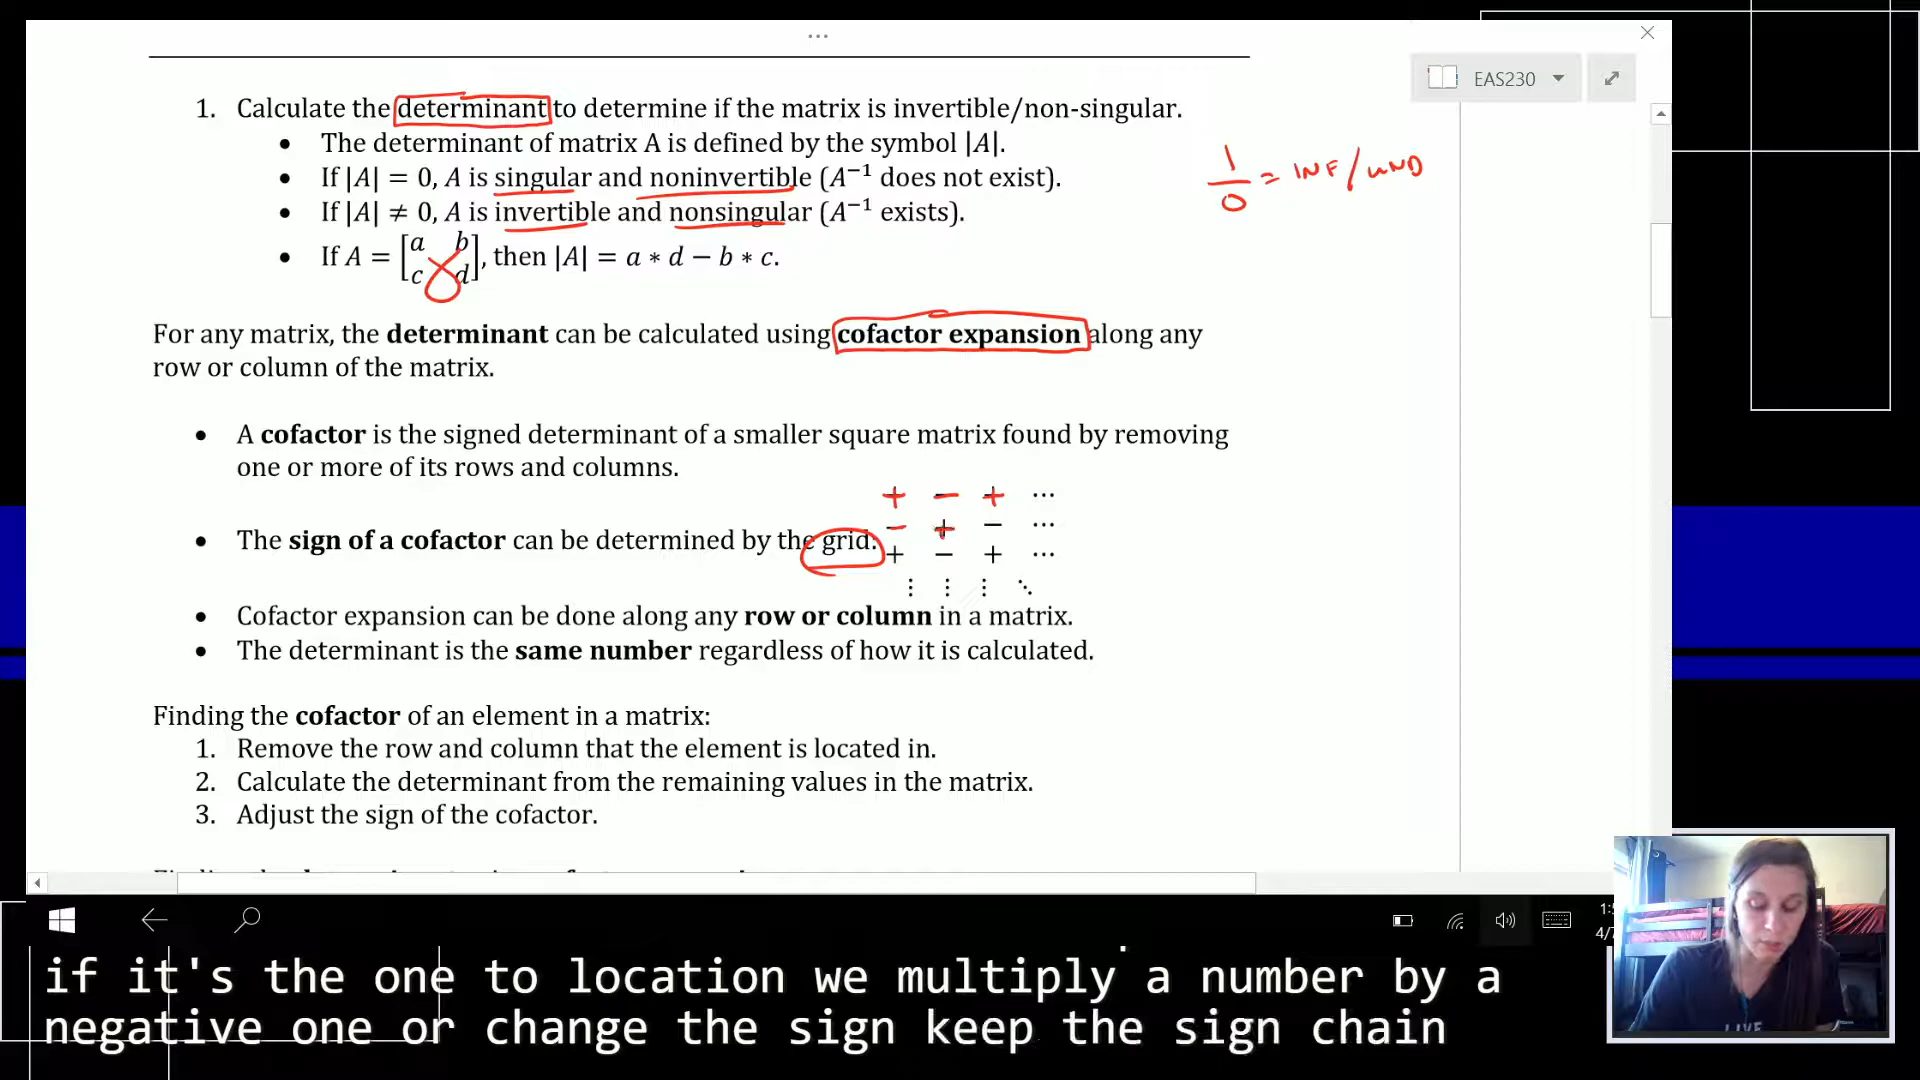 EAS230
1. Calculate the determinant to determine if the matrix is invertible/non-singular.
• The determinant of matrix A is defined by the symbol |A|.
• If |A| = 0, A is singular and noninvertible (A⁻¹ does not exist).
1/0 = INF/UND
• If |A| ≠ 0, A is invertible and nonsingular (A⁻¹ exists).
• If A = [a b
c d], then |A| = a * d − b * c.
For any matrix, the determinant can be calculated using cofactor expansion along any
row or column of the matrix.
• A cofactor is the signed determinant of a smaller square matrix found by removing
one or more of its rows and columns.
+ − + ⋯
− + − ⋯
• The sign of a cofactor can be determined by the grid:
+ − + ⋯
⋮ ⋮ ⋮ ⋱
• Cofactor expansion can be done along any row or column in a matrix.
• The determinant is the same number regardless of how it is calculated.
Finding the cofactor of an element in a matrix:
1. Remove the row and column that the element is located in.
2. Calculate the determinant from the remaining values in the matrix.
3. Adjust the sign of the cofactor.
if it's the one to location we multiply a number by a
negative one or change the sign keep the sign chain
LIVE